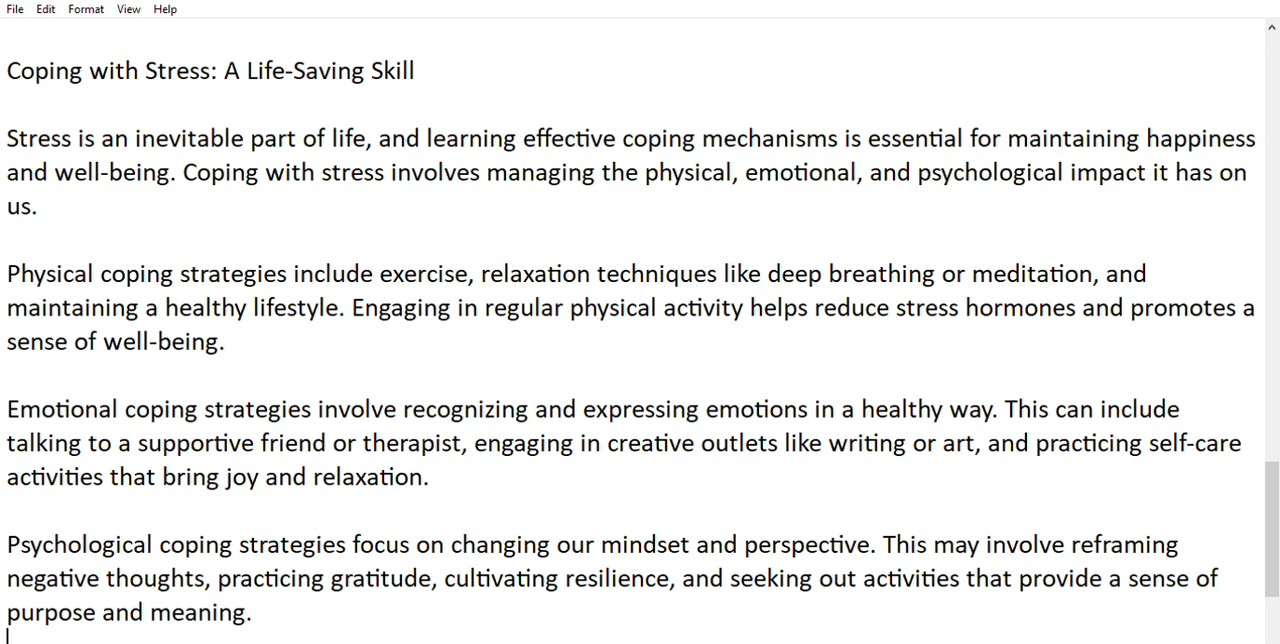 File Edit Format View Help
Coping with Stress: A Life-Saving Skill
Stress is an inevitable part of life, and learning effective coping mechanisms is essential for maintaining happiness
and well-being. Coping with stress involves managing the physical, emotional, and psychological impact it has on
us.
Physical coping strategies include exercise, relaxation techniques like deep breathing or meditation, and
maintaining a healthy lifestyle. Engaging in regular physical activity helps reduce stress hormones and promotes a
sense of well-being.
Emotional coping strategies involve recognizing and expressing emotions in a healthy way. This can include
talking to a supportive friend or therapist, engaging in creative outlets like writing or art, and practicing self-care
activities that bring joy and relaxation.
Psychological coping strategies focus on changing our mindset and perspective. This may involve reframing
negative thoughts, practicing gratitude, cultivating resilience, and seeking out activities that provide a sense of
purpose and meaning.